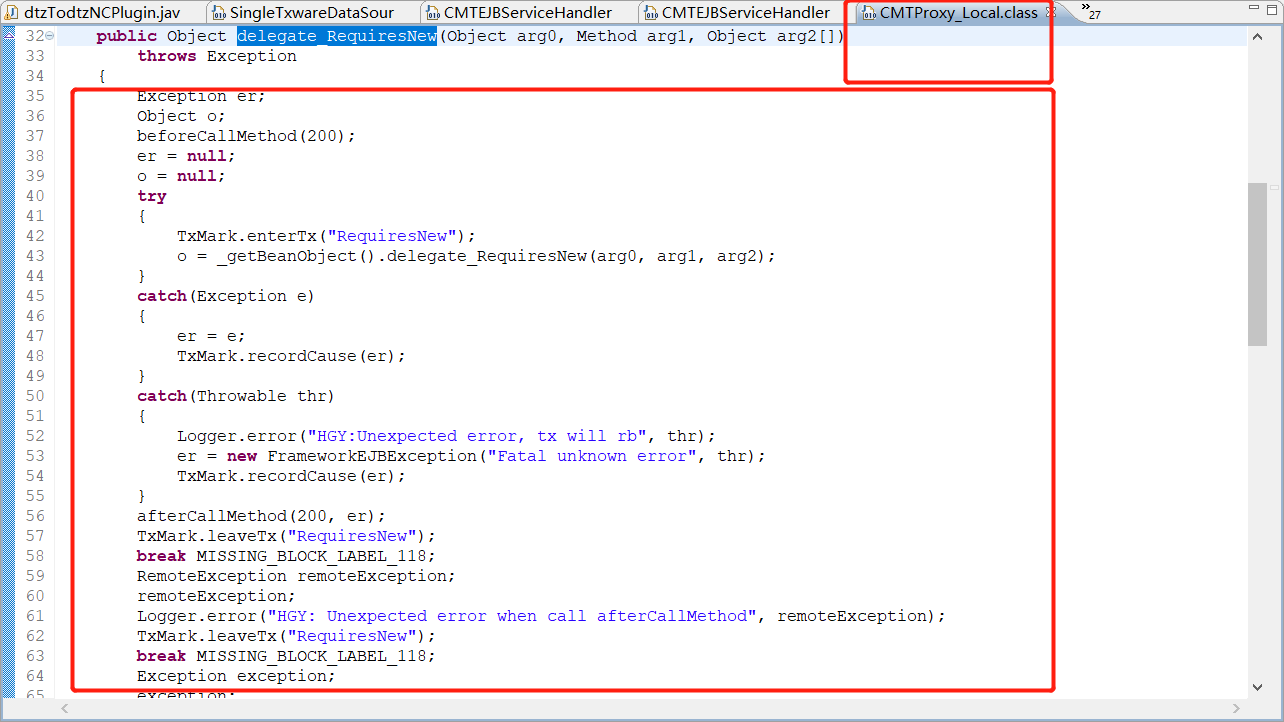 dtzTodtzNCPlugin.jav
SingleTxwareDataSour
CMTEJBServiceHandler
CMTEJBServiceHandler
CMTProxy_Local.class
»27
32 public Object delegate_RequiresNew(Object arg0, Method arg1, Object arg2[])
33 throws Exception
34 {
35 Exception er;
36 Object o;
37 beforeCallMethod(200);
38 er = null;
39 o = null;
40 try
41 {
42 TxMark.enterTx("RequiresNew");
43 o = _getBeanObject().delegate_RequiresNew(arg0, arg1, arg2);
44 }
45 catch(Exception e)
46 {
47 er = e;
48 TxMark.recordCause(er);
49 }
50 catch(Throwable thr)
51 {
52 Logger.error("HGY:Unexpected error, tx will rb", thr);
53 er = new FrameworkEJBException("Fatal unknown error", thr);
54 TxMark.recordCause(er);
55 }
56 afterCallMethod(200, er);
57 TxMark.leaveTx("RequiresNew");
58 break MISSING_BLOCK_LABEL_118;
59 RemoteException remoteException;
60 remoteException;
61 Logger.error("HGY: Unexpected error when call afterCallMethod", remoteException);
62 TxMark.leaveTx("RequiresNew");
63 break MISSING_BLOCK_LABEL_118;
64 Exception exception;
65 exception;